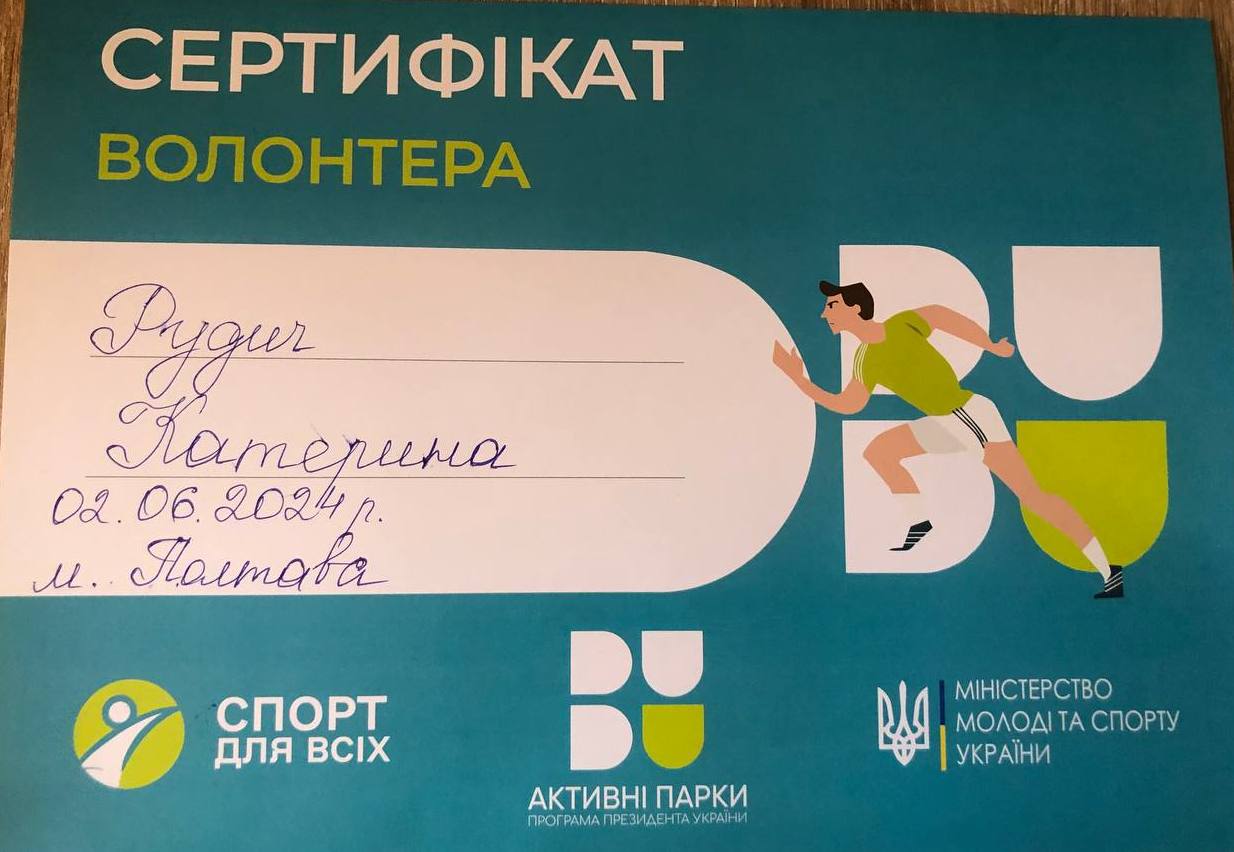 СЕРТИФІКАТ
ВОЛОНТЕРА
Рудич
Катерина
02.06.2024 р.
м. Полтава
СПОРТ
ДЛЯ ВСІХ
АКТИВНІ ПАРКИ
ПРОГРАМА ПРЕЗИДЕНТА УКРАЇНИ
МІНІСТЕРСТВО
МОЛОДІ ТА СПОРТУ
УКРАЇНИ